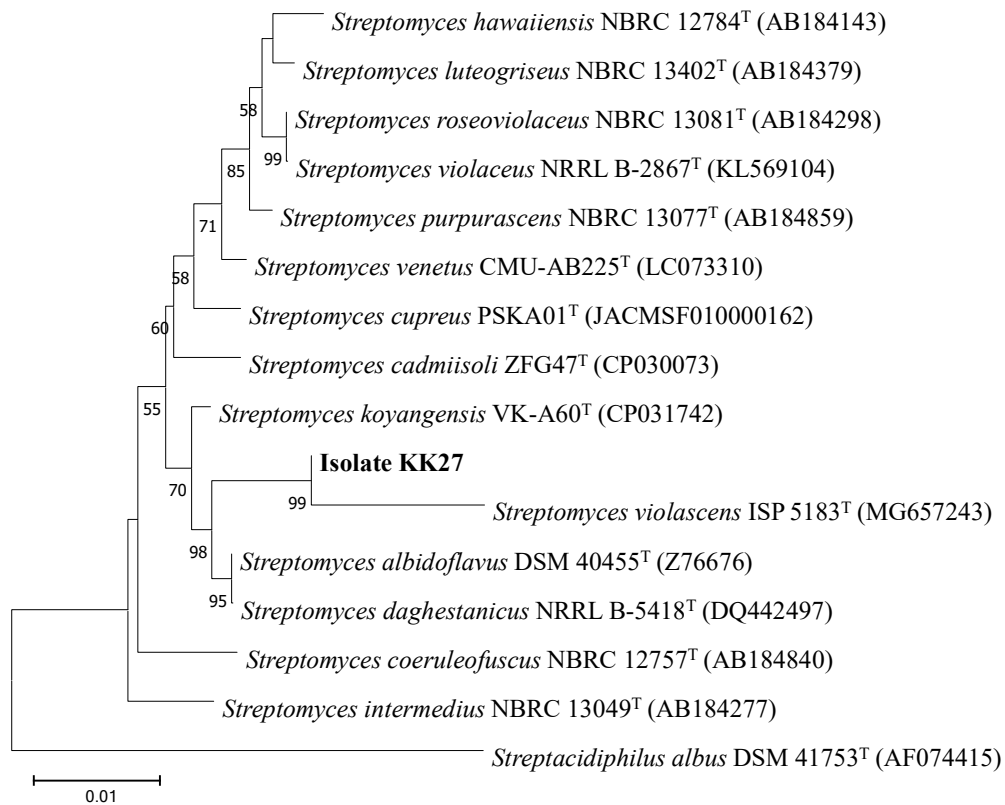 Streptomyces hawaiiensis NBRC 12784ᵀ (AB184143)
Streptomyces luteogriseus NBRC 13402ᵀ (AB184379)
58
Streptomyces roseoviolaceus NBRC 13081ᵀ (AB184298)
99
85
Streptomyces violaceus NRRL B-2867ᵀ (KL569104)
Streptomyces purpurascens NBRC 13077ᵀ (AB184859)
71
Streptomyces venetus CMU-AB225ᵀ (LC073310)
58
Streptomyces cupreus PSKA01ᵀ (JACMSF010000162)
60
Streptomyces cadmiisoli ZFG47ᵀ (CP030073)
55
Streptomyces koyangensis VK-A60ᵀ (CP031742)
Isolate KK27
70
99
Streptomyces violascens ISP 5183ᵀ (MG657243)
98
Streptomyces albidoflavus DSM 40455ᵀ (Z76676)
95
Streptomyces daghestanicus NRRL B-5418ᵀ (DQ442497)
Streptomyces coeruleofuscus NBRC 12757ᵀ (AB184840)
Streptomyces intermedius NBRC 13049ᵀ (AB184277)
Streptacidiphilus albus DSM 41753ᵀ (AF074415)
0.01